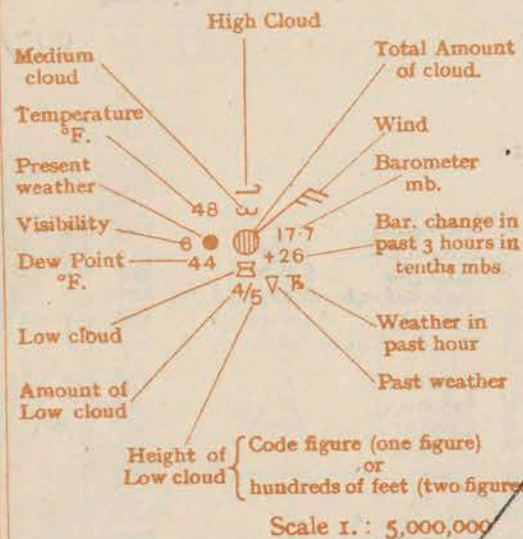 High Cloud
Medium
cloud
Total Amount
of cloud.
Temperature
°F.
Wind
Present
weather
Barometer
mb.
48
Visibility
6
17.7
Bar. change in
past 3 hours in
tenths mbs
Dew Point
°F.
44
+26
4/5
Low cloud
Weather in
past hour
Amount of
Low cloud
Past weather
Height of
Low cloud
Code figure (one figure)
or
hundreds of feet (two figure
Scale 1. : 5,000,000